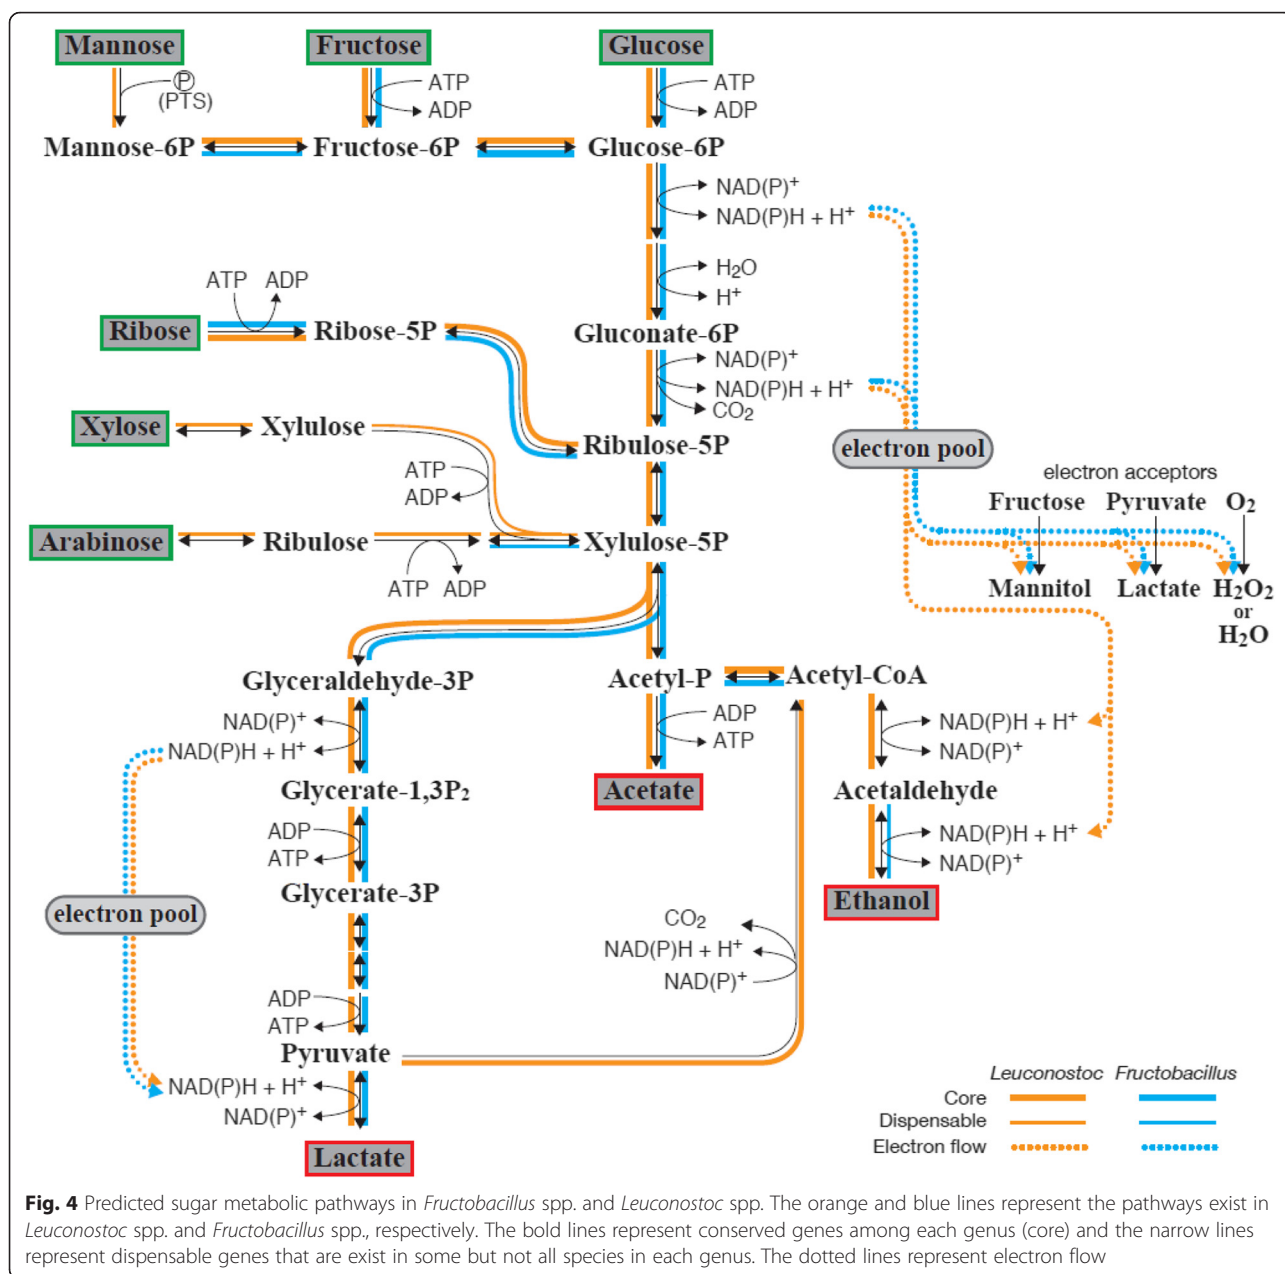 Mannose
Fructose
Glucose
P
(PTS)
ATP
ADP
ATP
ADP
Mannose-6P
Fructose-6P
Glucose-6P
NAD(P)+
NAD(P)H + H+
H2O
H+
ATP
ADP
Ribose
Ribose-5P
Gluconate-6P
NAD(P)+
NAD(P)H + H+
CO2
Xylose
Xylulose
Ribulose-5P
electron pool
ATP
ADP
electron acceptors
Fructose
Pyruvate
O2
Arabinose
Ribulose
Xylulose-5P
ATP
ADP
Mannitol
Lactate
H2O2
or
H2O
Glyceraldehyde-3P
Acetyl-P
Acetyl-CoA
NAD(P)+
NAD(P)H + H+
ADP
ATP
NAD(P)H + H+
NAD(P)+
Glycerate-1,3P2
Acetate
Acetaldehyde
ADP
ATP
NAD(P)H + H+
NAD(P)+
Glycerate-3P
Ethanol
electron pool
CO2
NAD(P)H + H+
NAD(P)+
ADP
ATP
Pyruvate
NAD(P)H + H+
NAD(P)+
Lactate
Leuconostoc Fructobacillus
Core
Dispensable
Electron flow
Fig. 4 Predicted sugar metabolic pathways in Fructobacillus spp. and Leuconostoc spp. The orange and blue lines represent the pathways exist in
Leuconostoc spp. and Fructobacillus spp., respectively. The bold lines represent conserved genes among each genus (core) and the narrow lines
represent dispensable genes that are exist in some but not all species in each genus. The dotted lines represent electron flow